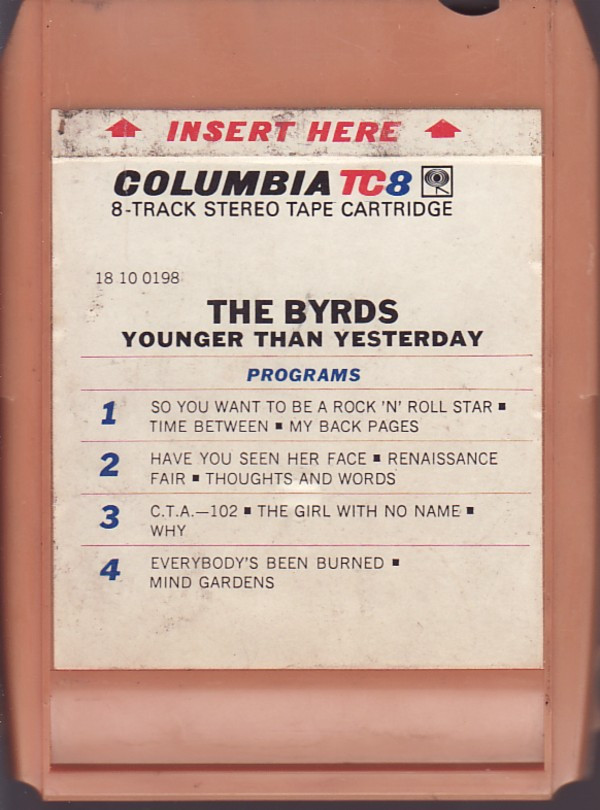 INSERT HERE
COLUMBIA TC8
8-TRACK STEREO TAPE CARTRIDGE
18 10 0198
THE BYRDS
YOUNGER THAN YESTERDAY
PROGRAMS
1 SO YOU WANT TO BE A ROCK 'N' ROLL STAR ■
TIME BETWEEN ■ MY BACK PAGES
2 HAVE YOU SEEN HER FACE ■ RENAISSANCE
FAIR ■ THOUGHTS AND WORDS
3 C.T.A.—102 ■ THE GIRL WITH NO NAME ■
WHY
4 EVERYBODY'S BEEN BURNED ■
MIND GARDENS